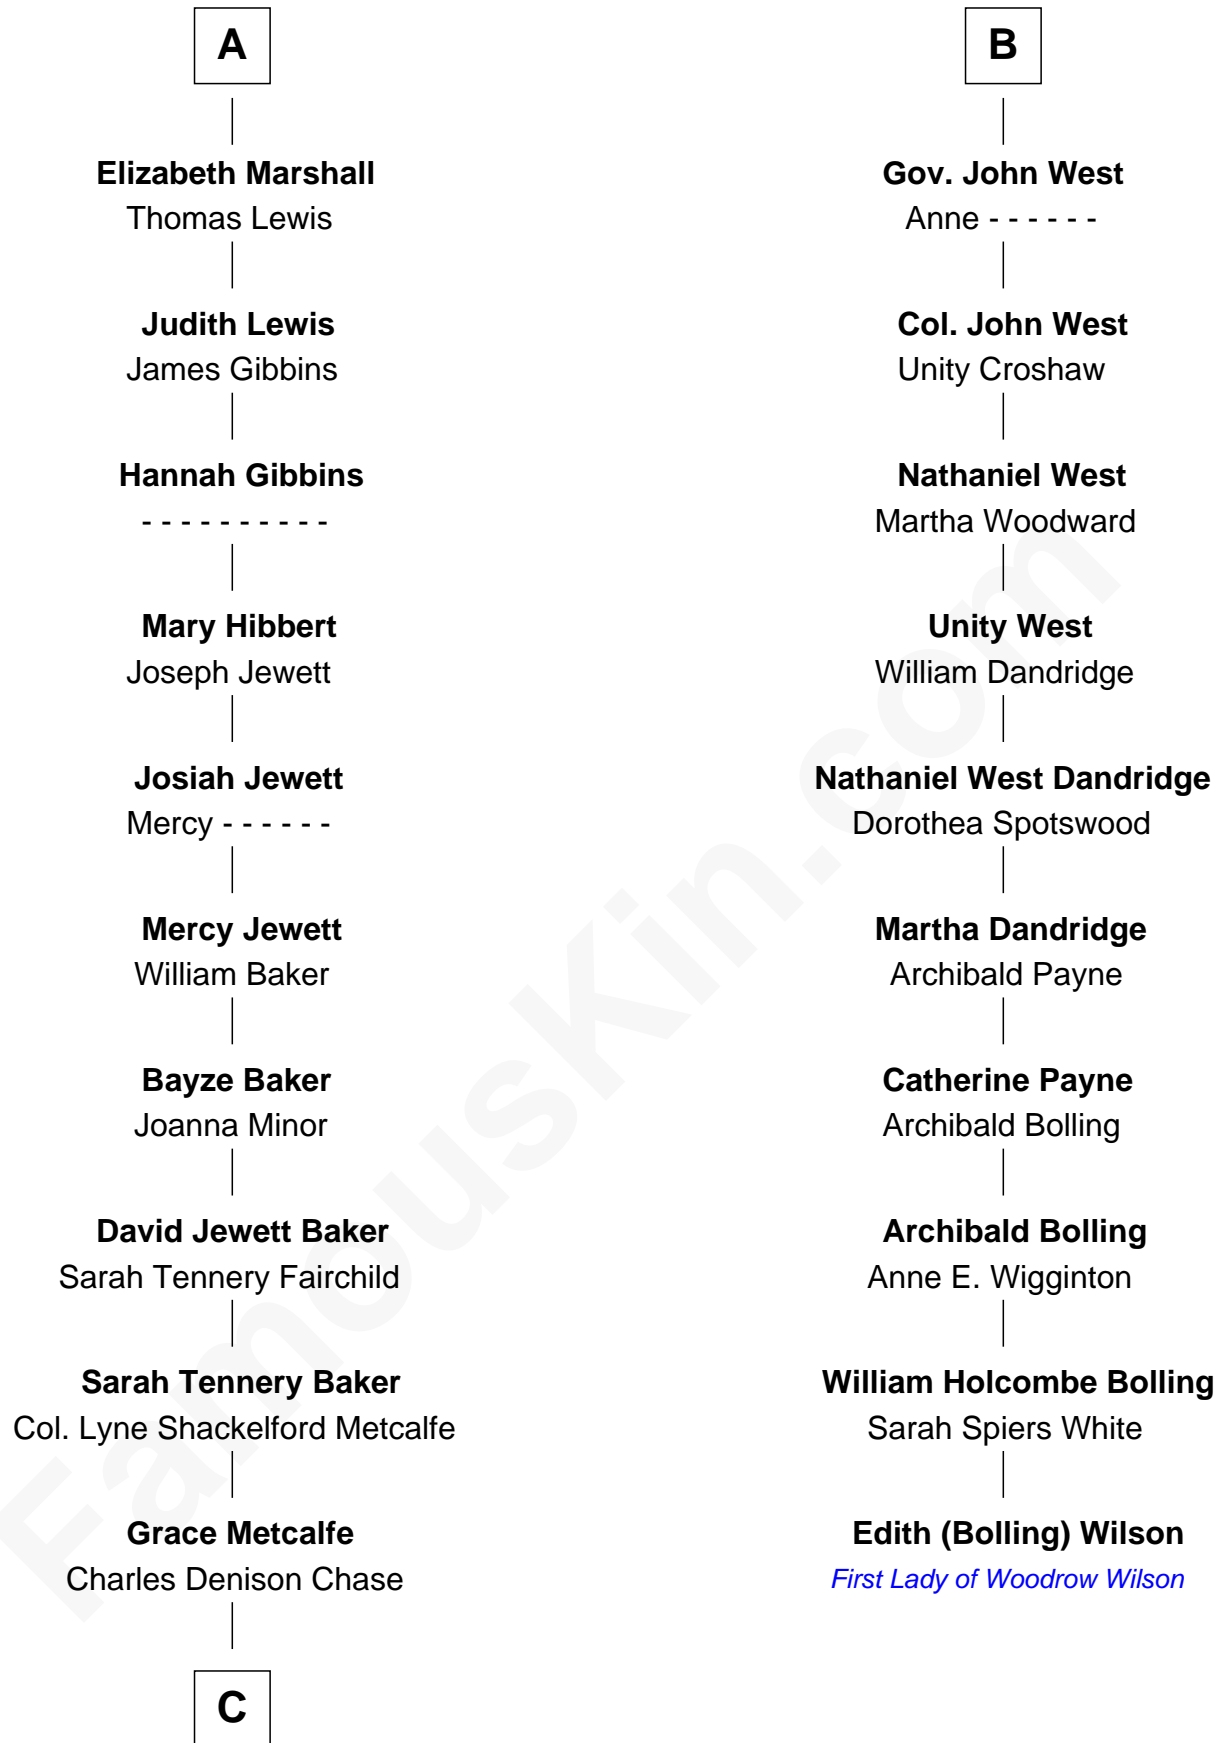 A
Elizabeth Marshall
Thomas Lewis
Judith Lewis
James Gibbins
Hannah Gibbins
- - - - - - - - - -
Mary Hibbert
Joseph Jewett
Josiah Jewett
Mercy - - - - - -
Mercy Jewett
William Baker
Bayze Baker
Joanna Minor
David Jewett Baker
Sarah Tennery Fairchild
Sarah Tennery Baker
Col. Lyne Shackelford Metcalfe
Grace Metcalfe
Charles Denison Chase
C
B
Gov. John West
Anne - - - - - -
Col. John West
Unity Croshaw
Nathaniel West
Martha Woodward
Unity West
William Dandridge
Nathaniel West Dandridge
Dorothea Spotswood
Martha Dandridge
Archibald Payne
Catherine Payne
Archibald Bolling
Archibald Bolling
Anne E. Wigginton
William Holcombe Bolling
Sarah Spiers White
Edith (Bolling) Wilson
First Lady of Woodrow Wilson
FamousKin.com